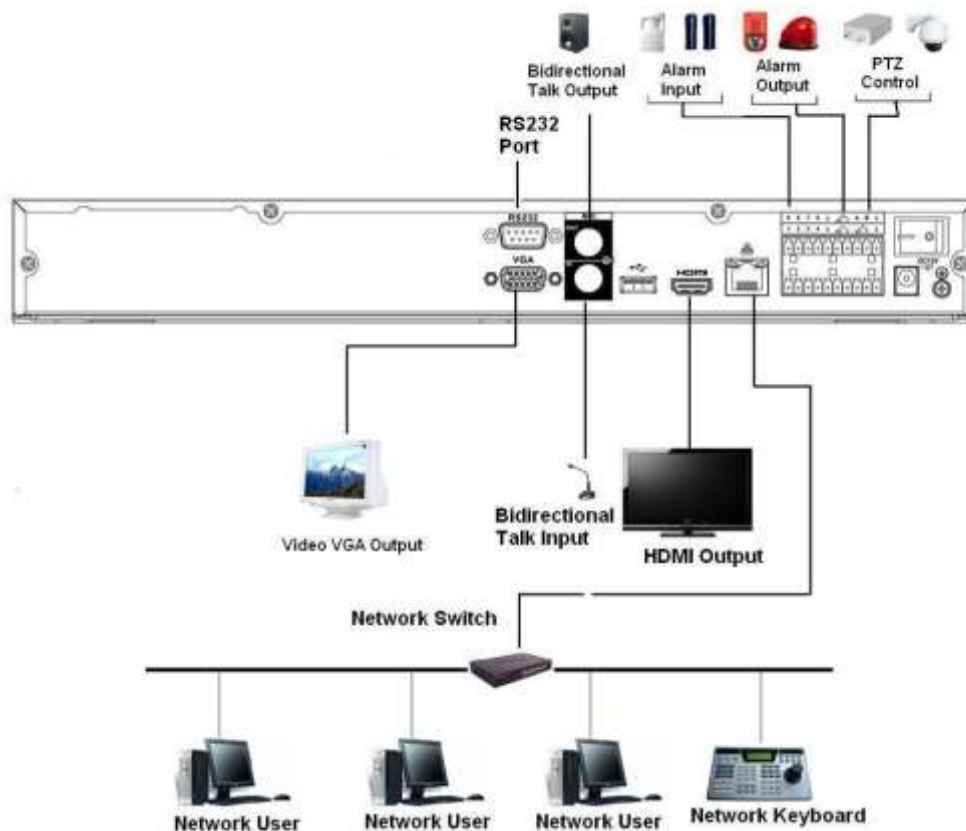 Bidirectional
Talk Output
Alarm
Input
Alarm
Output
PTZ
Control
RS232
Port
RS232
VGA
HDMI
Video VGA Output
Bidirectional
Talk Input
HDMI Output
Network Switch
Network User
Network User
Network User
Network Keyboard